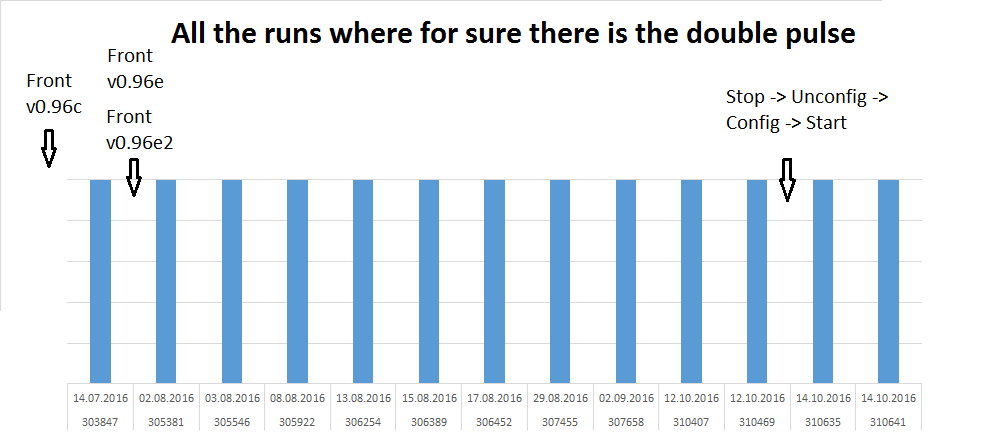 All the runs where for sure there is the double pulse
Front
v0.96c
Front
v0.96e
Front
v0.96e2
Stop -> Unconfig ->
Config -> Start
14.07.2016 02.08.2016 03.08.2016 08.08.2016 13.08.2016 15.08.2016 17.08.2016 29.08.2016 02.09.2016 12.10.2016 12.10.2016 14.10.2016 14.10.2016
303847 305381 305546 305922 306254 306389 306452 307455 307658 310407 310469 310635 310641